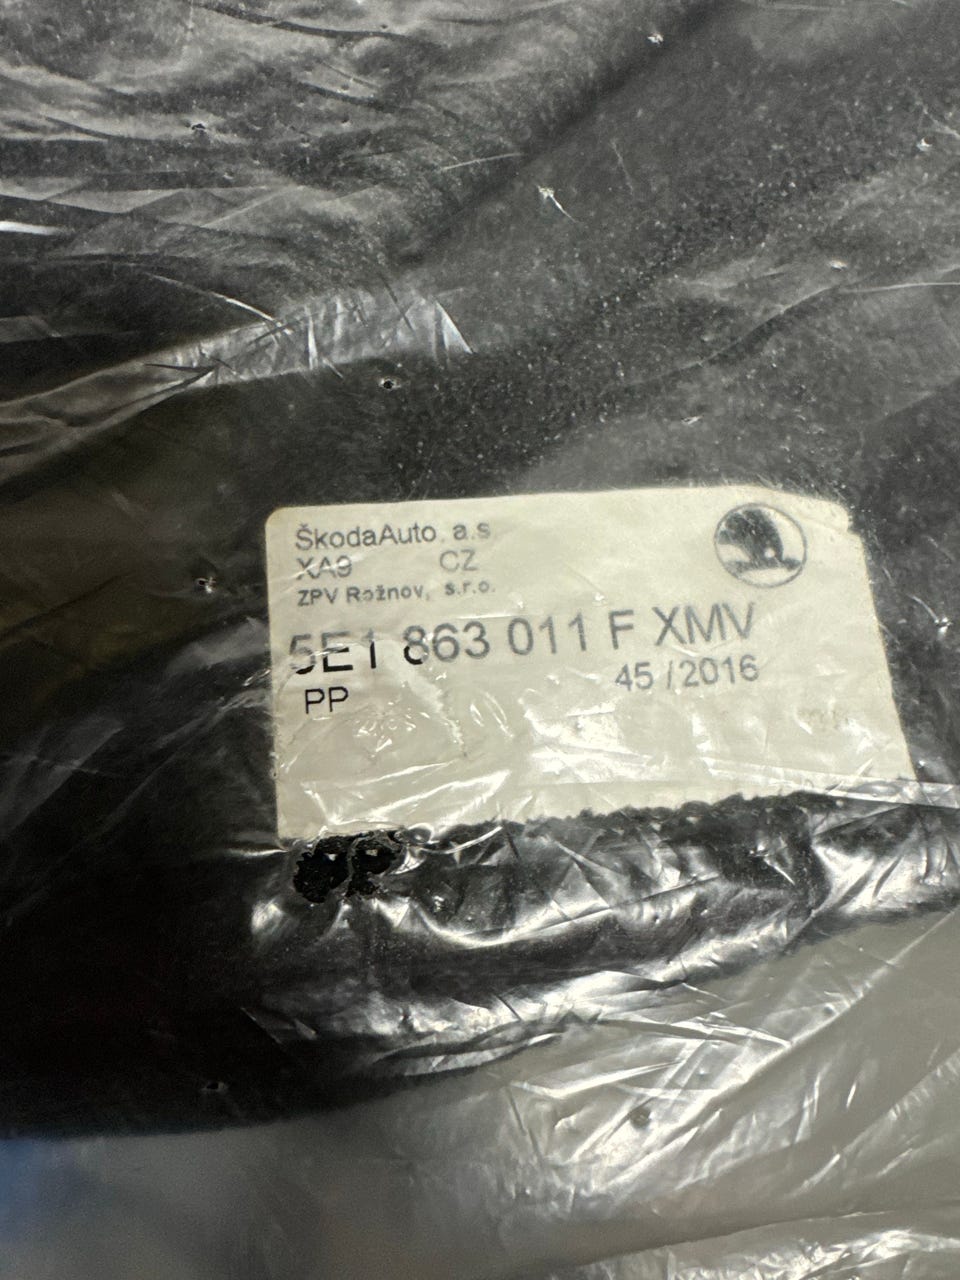 ŠkodaAuto a.s
XA9 CZ
ZPV Rožnov, s.r.o.
5E1 863 011 F XMV
45/2016
PP